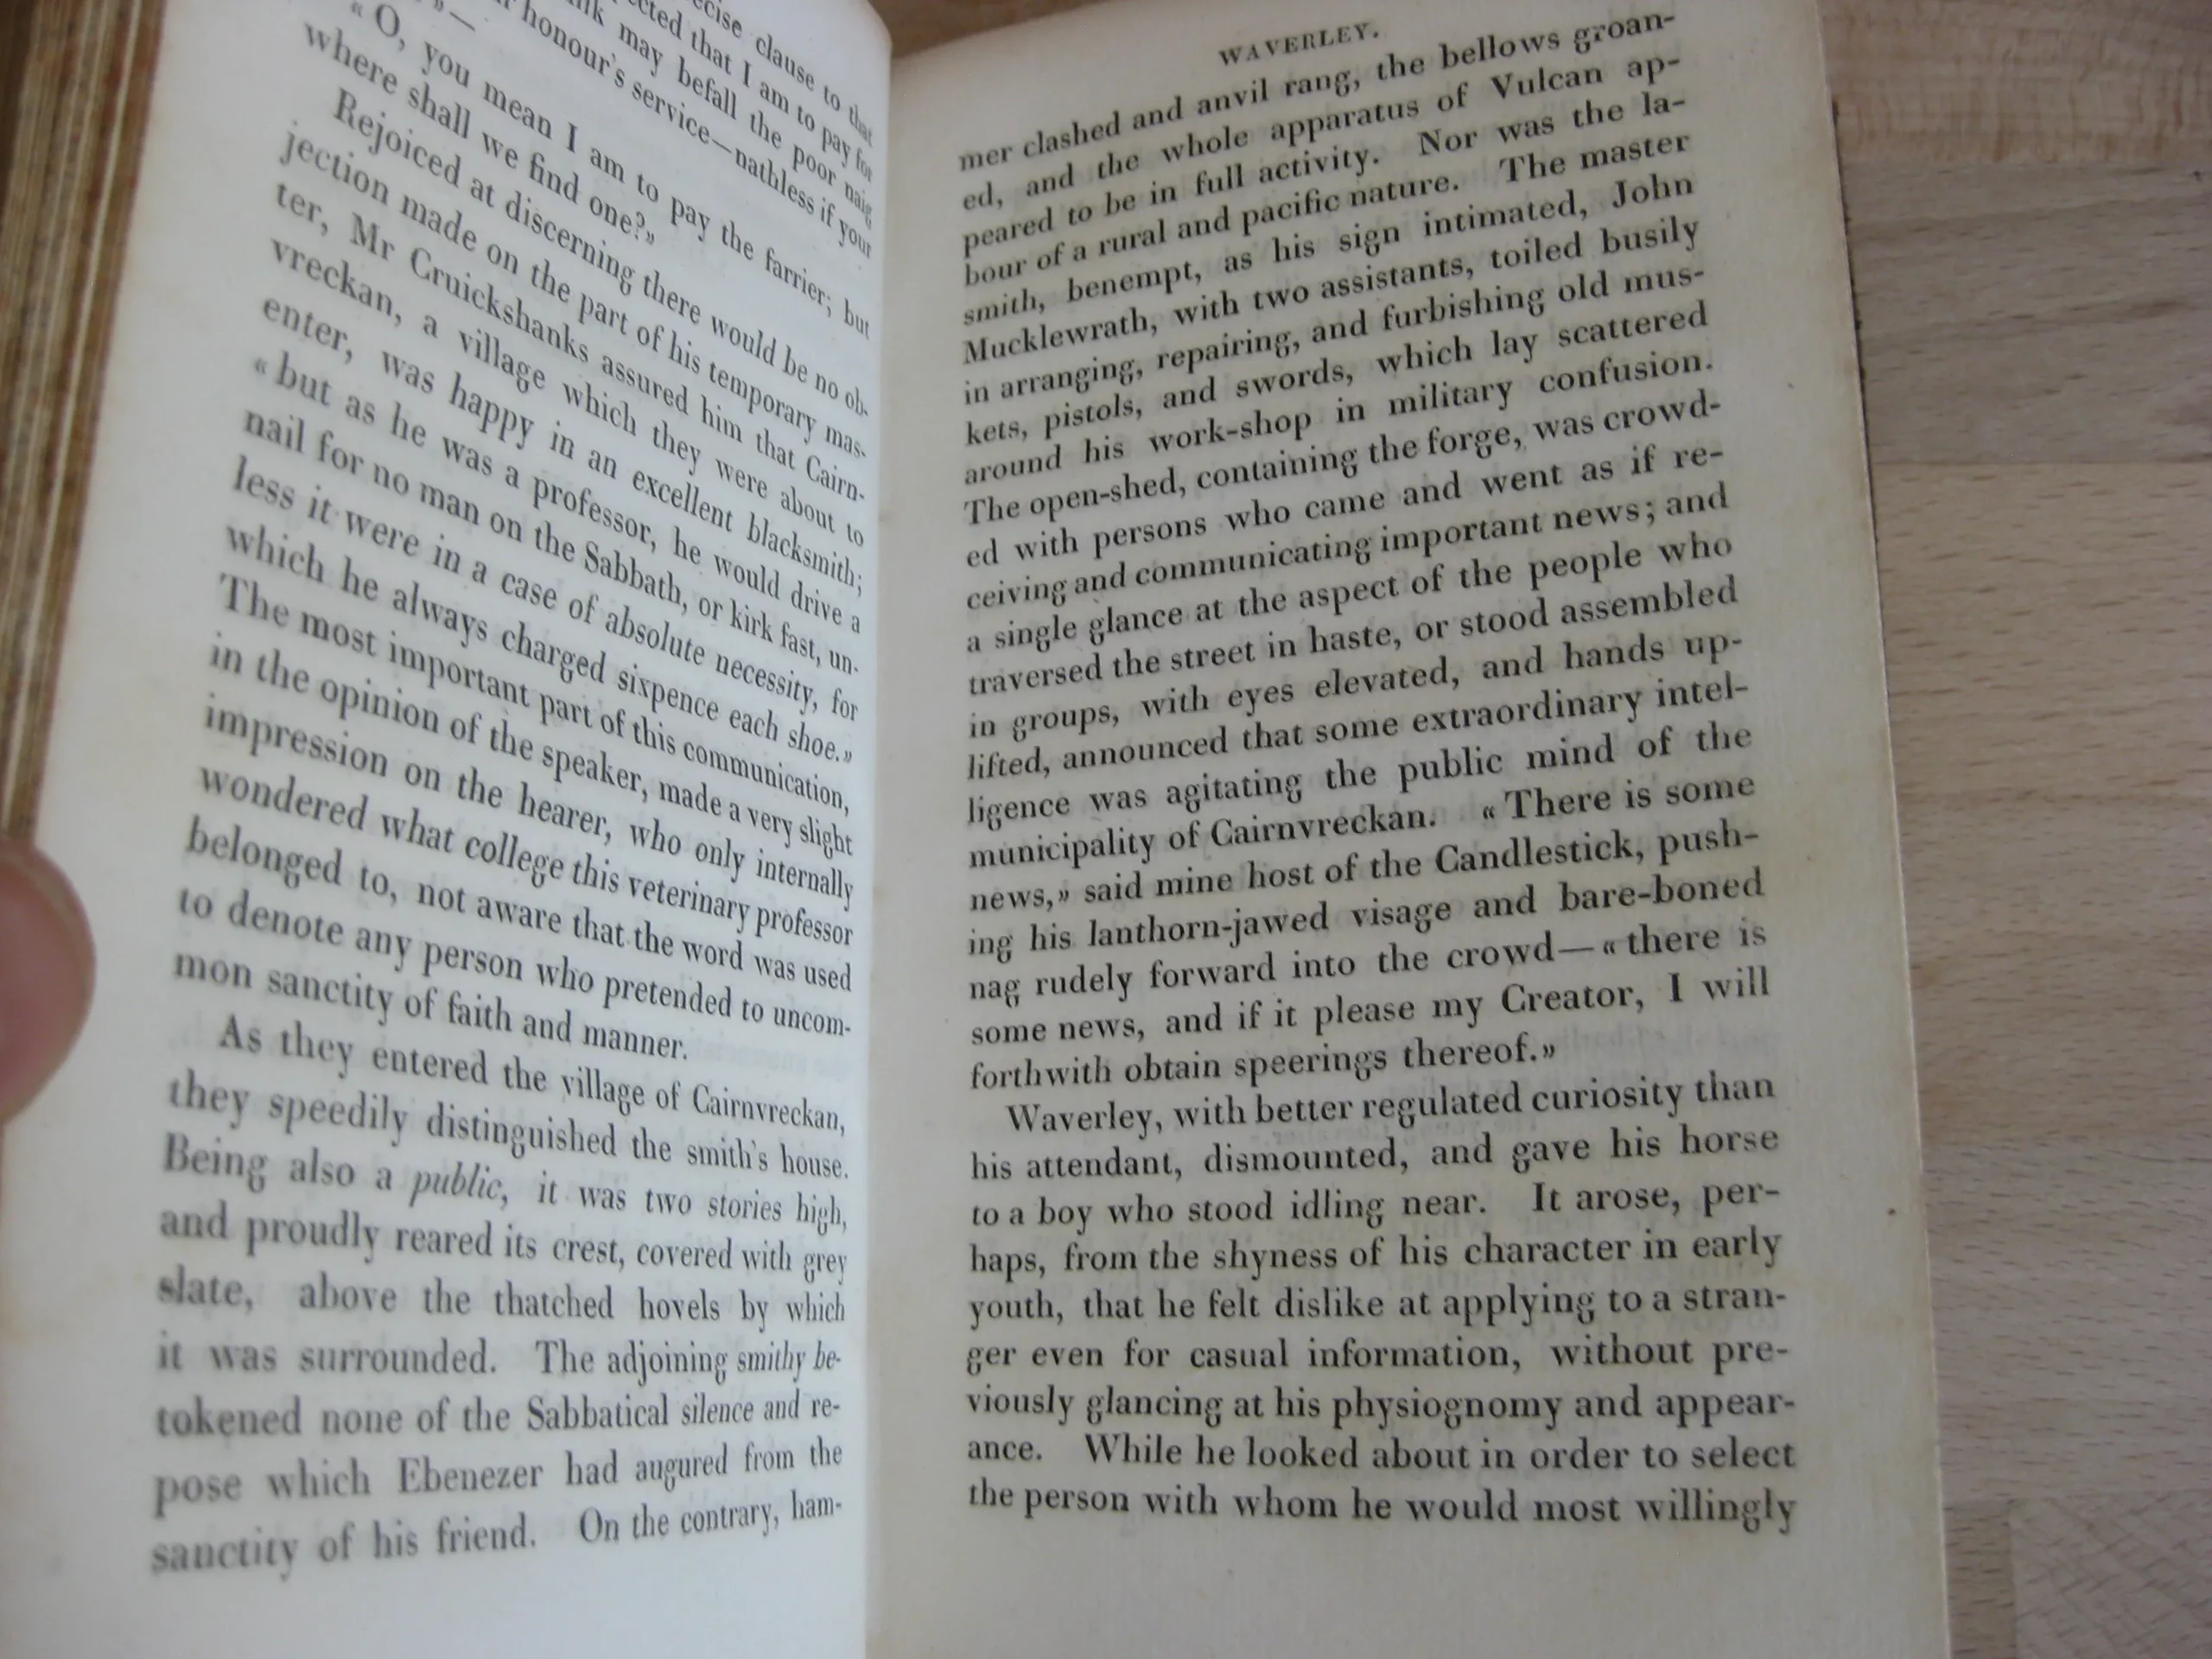 clause to that
cted that I am to pay for
may befall the poor naig
honour's service—nathless if your
»—
« O, you mean I am to pay the farrier; but
where shall we find one?»
Rejoiced at discerning there would be no ob-
jection made on the part of his temporary mas-
ter, Mr Cruickshanks assured him that Cairn-
vreckan, a village which they were about to
enter, was happy in an excellent blacksmith;
« but as he was a professor, he would drive a
nail for no man on the Sabbath, or kirk fast, un-
less it were in a case of absolute necessity, for
which he always charged sixpence each shoe.»
The most important part of this communication,
in the opinion of the speaker, made a very slight
impression on the hearer, who only internally
wondered what college this veterinary professor
belonged to, not aware that the word was used
to denote any person who pretended to uncom-
mon sanctity of faith and manner.
As they entered the village of Cairnvreckan,
they speedily distinguished the smith's house.
Being also a public, it was two stories high,
and proudly reared its crest, covered with grey
slate, above the thatched hovels by which
it was surrounded. The adjoining smithy be-
tokened none of the Sabbatical silence and re-
pose which Ebenezer had augured from the
sanctity of his friend. On the contrary, ham-
WAVERLEY.
mer clashed and anvil rang, the bellows groan-
ed, and the whole apparatus of Vulcan ap-
peared to be in full activity. Nor was the la-
bour of a rural and pacific nature. The master
smith, benempt, as his sign intimated, John
Mucklewrath, with two assistants, toiled busily
in arranging, repairing, and furbishing old mus-
kets, pistols, and swords, which lay scattered
around his work-shop in military confusion.
The open-shed, containing the forge, was crowd-
ed with persons who came and went as if re-
ceiving and communicating important news; and
a single glance at the aspect of the people who
traversed the street in haste, or stood assembled
in groups, with eyes elevated, and hands up-
lifted, announced that some extraordinary intel-
ligence was agitating the public mind of the
municipality of Cairnvreckan. « There is some
news,» said mine host of the Candlestick, push-
ing his lanthorn-jawed visage and bare-boned
nag rudely forward into the crowd—« there is
some news, and if it please my Creator, I will
forthwith obtain speerings thereof.»
Waverley, with better regulated curiosity than
his attendant, dismounted, and gave his horse
to a boy who stood idling near. It arose, per-
haps, from the shyness of his character in early
youth, that he felt dislike at applying to a stran-
ger even for casual information, without pre-
viously glancing at his physiognomy and appear-
ance. While he looked about in order to select
the person with whom he would most willingly